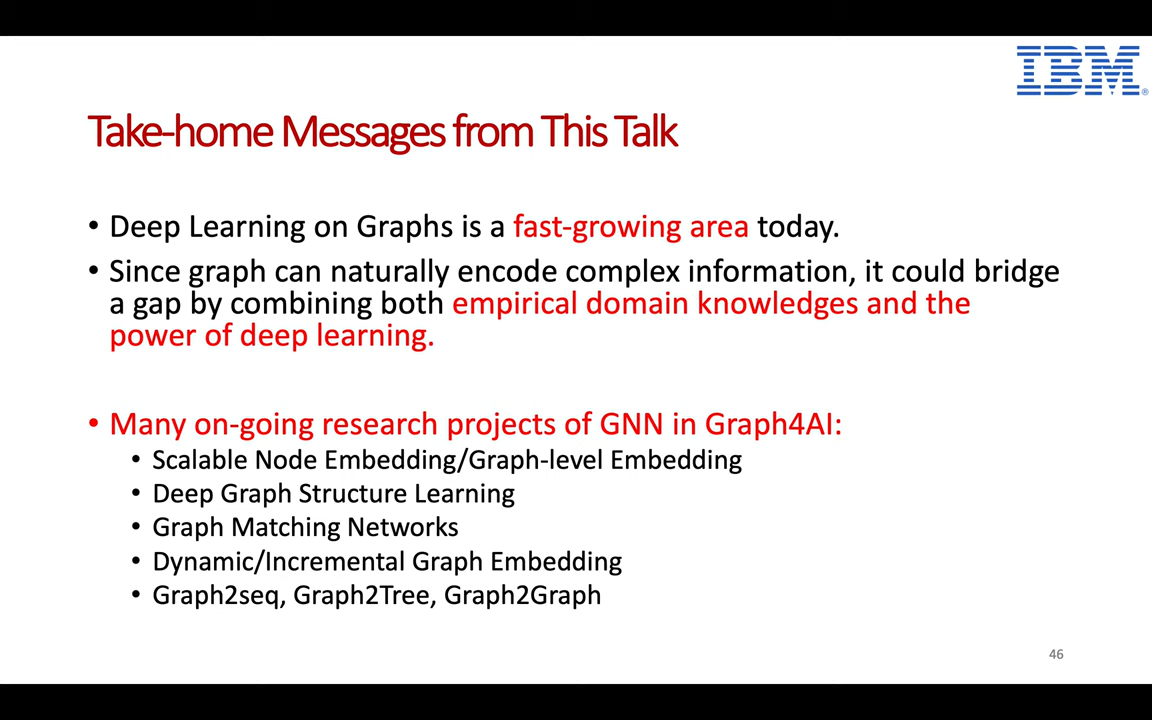 IBM®
Take-home Messages from This Talk
• Deep Learning on Graphs is a fast-growing area today.
• Since graph can naturally encode complex information, it could bridge
a gap by combining both empirical domain knowledges and the
power of deep learning.
• Many on-going research projects of GNN in Graph4AI:
• Scalable Node Embedding/Graph-level Embedding
• Deep Graph Structure Learning
• Graph Matching Networks
• Dynamic/Incremental Graph Embedding
• Graph2seq, Graph2Tree, Graph2Graph
46